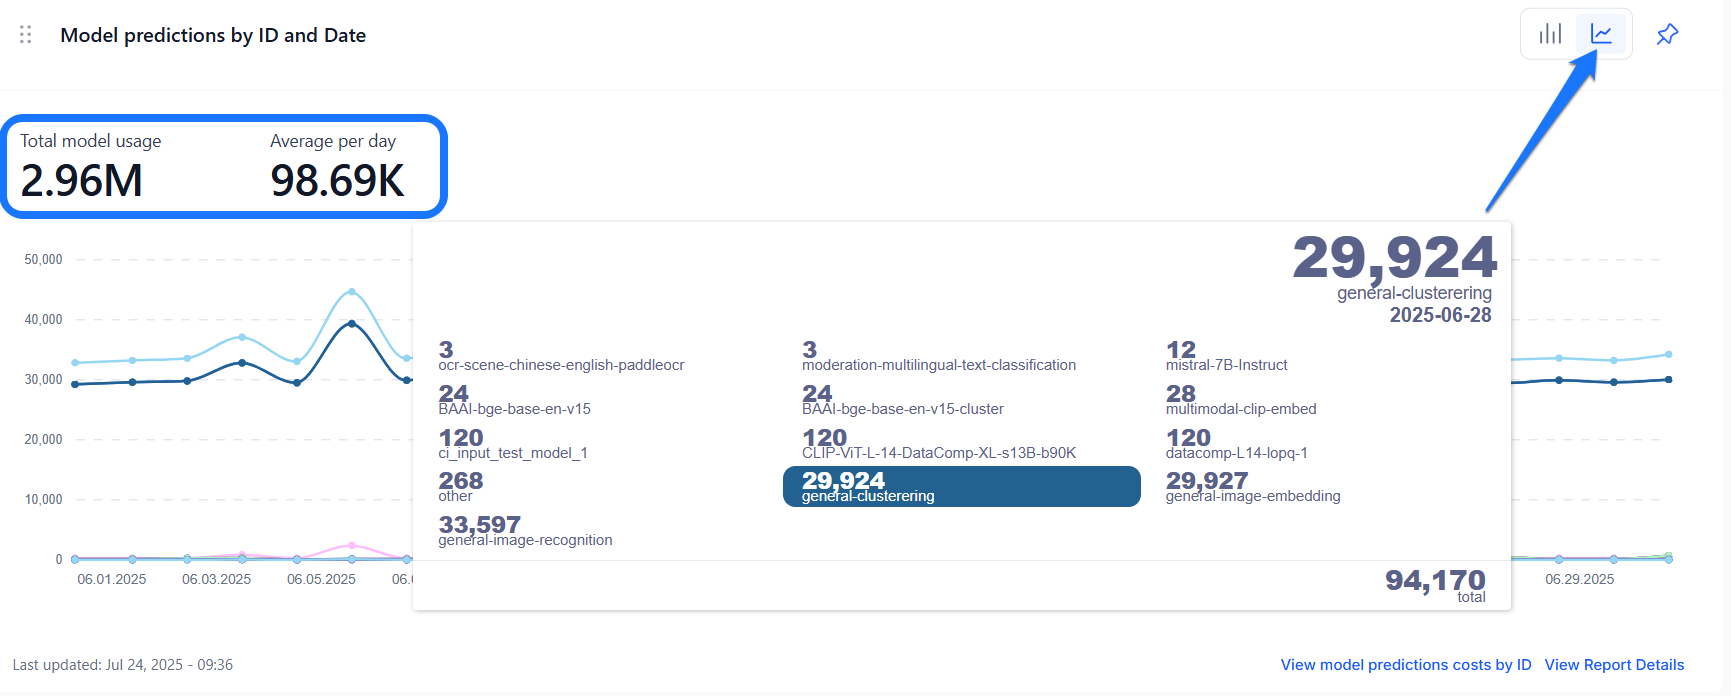 Model predictions by ID and Date
Total model usage
Average per day
2.96M
98.69K
50,000
40,000
30,000
20,000
10,000
0
29,924
general-clusterering
2025-06-28
3
ocr-scene-chinese-english-paddleocr
3
moderation-multilingual-text-classification
12
mistral-7B-Instruct
24
BAAI-bge-base-en-v15
24
BAAI-bge-base-en-v15-cluster
28
multimodal-clip-embed
120
ci_input_test_model_1
120
CLIP-ViT-L-14-DataComp-XL-s13B-b90K
120
datacomp-L14-lopq-1
268
other
29,924
general-clusterering
29,927
general-image-embedding
33,597
general-image-recognition
94,170
total
06.01.2025
06.03.2025
06.05.2025
06.0
06.29.2025
Last updated: Jul 24, 2025 - 09:36
View model predictions costs by ID
View Report Details